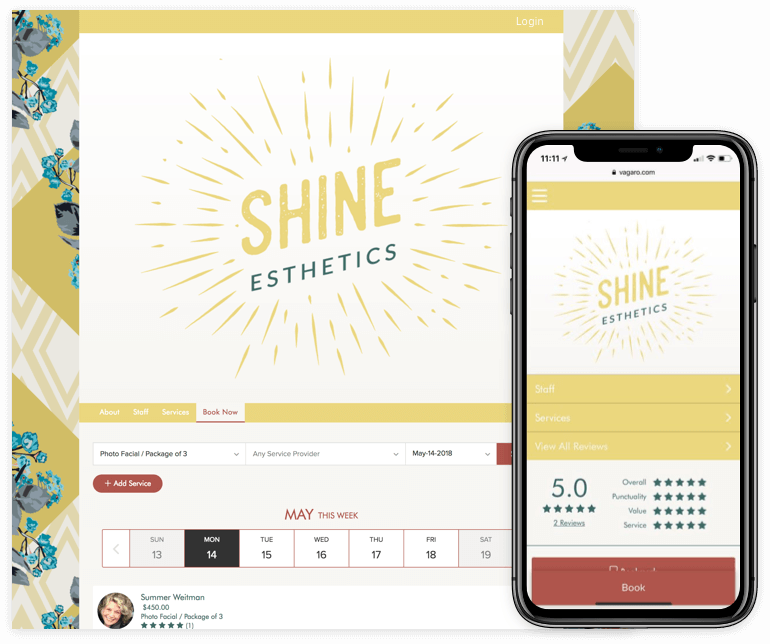 Login
SHINE
ESTHETICS
About Staff Services Book Now
Photo Facial / Package of 3 Any Service Provider May-14-2018
+ Add Service
MAY THIS WEEK
SUN MON TUE WED THU FRI SAT
13 14 15 16 17 18 19
Summer Weitman
$450.00
Photo Facial / Package of 3
(1)
11:11
vagaro.com
SHINE
ESTHETICS
Staff
Services
View All Reviews
5.0
2 Reviews
Overall
Punctuality
Value
Service
Book